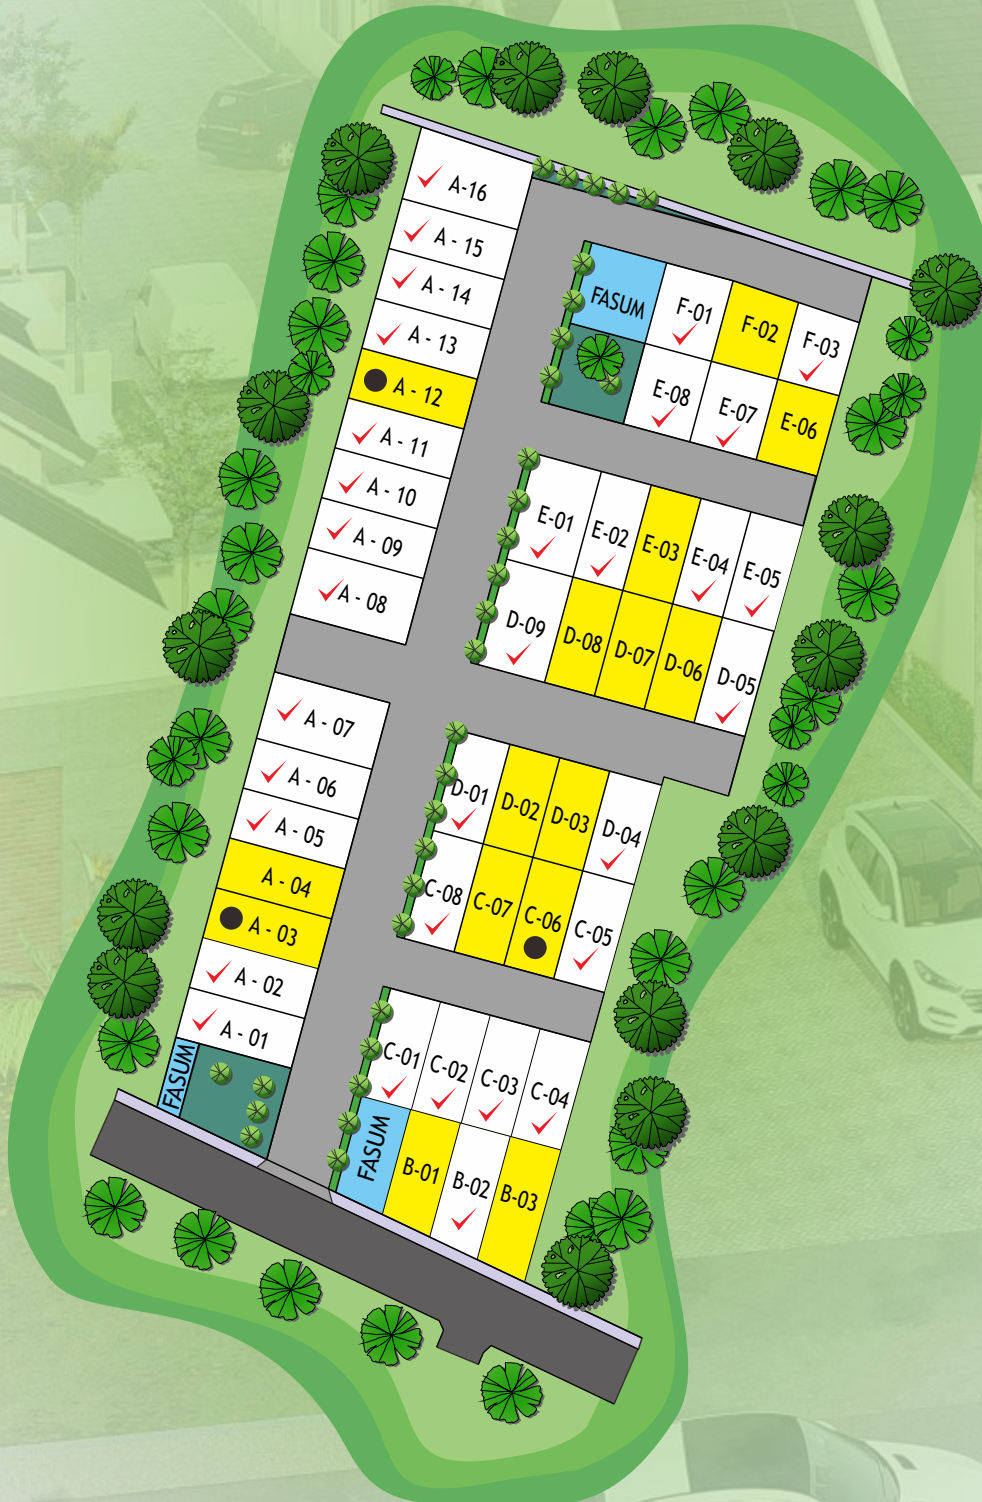 A-16
A - 15
A - 14
A - 13
A - 12
A - 11
A - 10
A - 09
A - 08
A - 07
A - 06
A - 05
A - 04
A - 03
A - 02
A - 01
FASUM
FASUM
F-01
F-02
F-03
E-08
E-07
E-06
E-01
E-02
E-03
E-04
E-05
D-09
D-08
D-07
D-06
D-05
D-01
D-02
D-03
D-04
C-08
C-07
C-06
C-05
C-01
C-02
C-03
C-04
FASUM
B-01
B-02
B-03